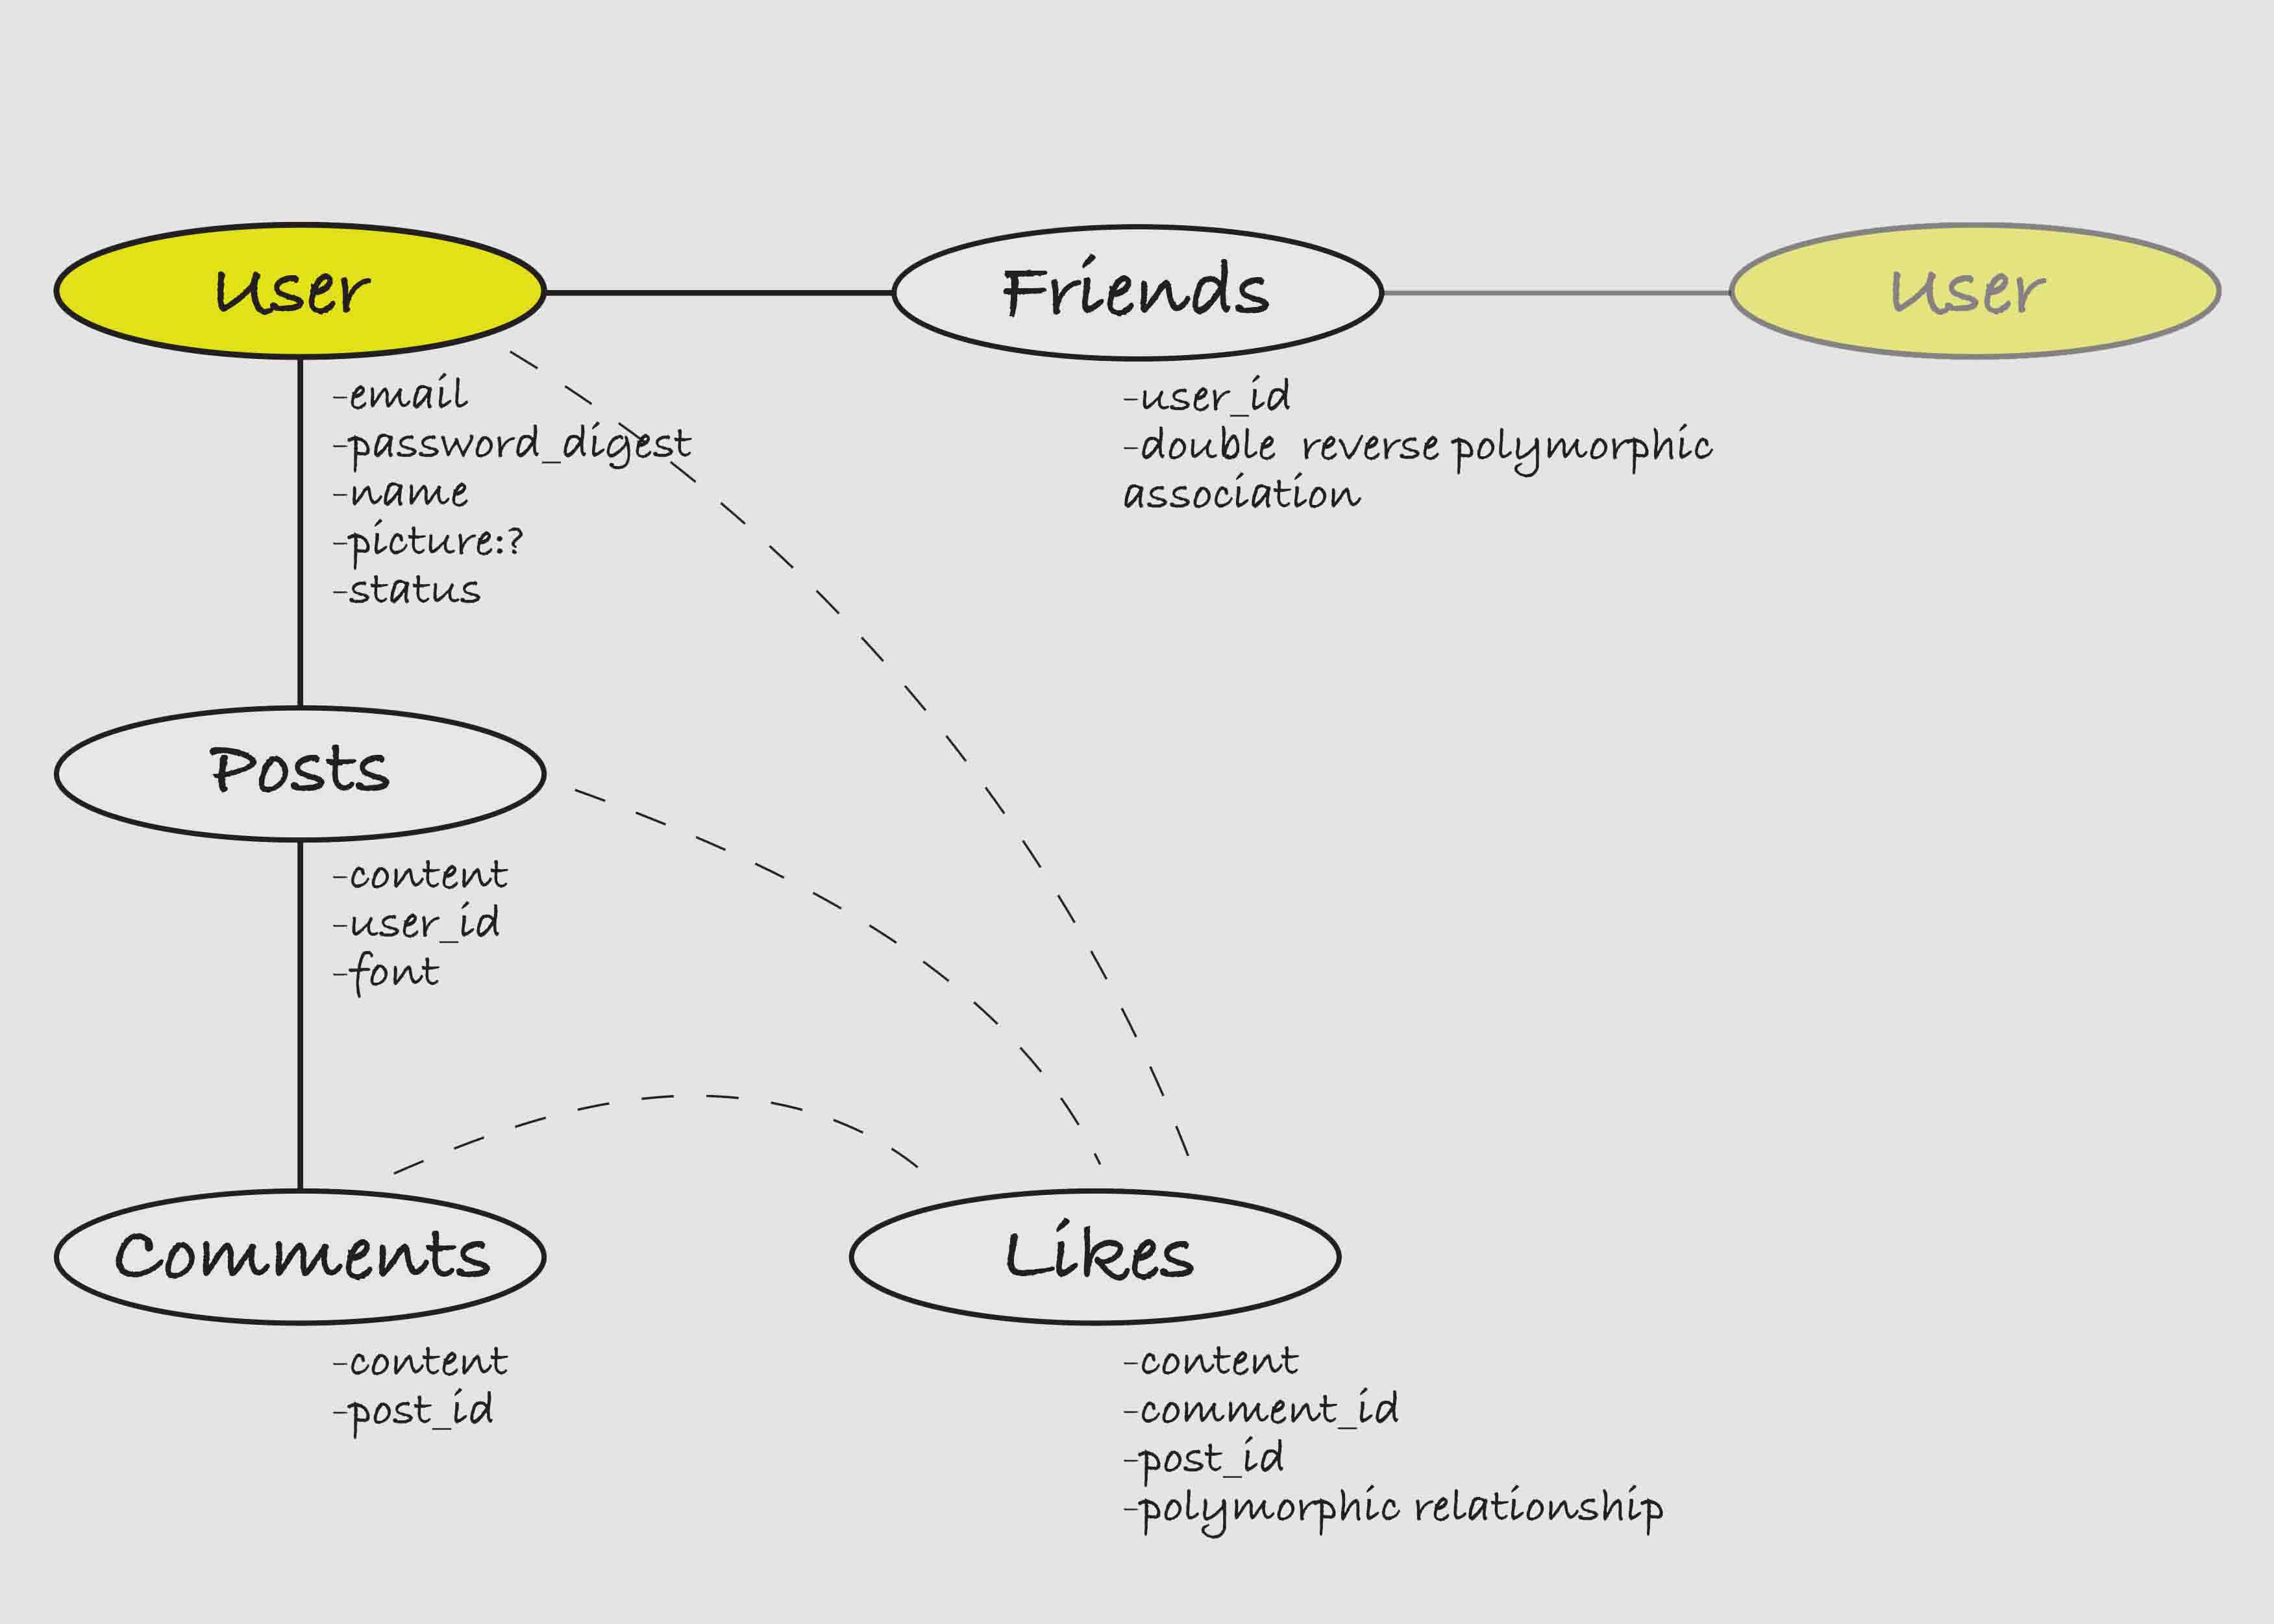 User
Friends
User
-email
-password_digest
-name
-picture:?
-status
-user_id
-double reverse polymorphic
association
Posts
-content
-user_id
-font
Comments
Likes
-content
-post_id
-content
-comment_id
-post_id
-polymorphic relationship